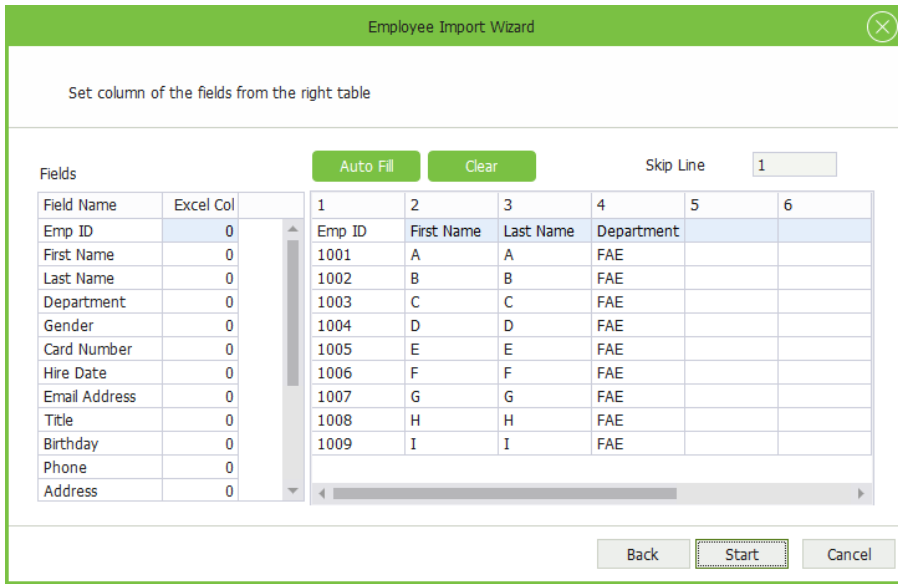 Employee Import Wizard
Set column of the fields from the right table
Fields
Auto Fill Clear Skip Line 1
Field Name Excel Col
Emp ID 0
First Name 0
Last Name 0
Department 0
Gender 0
Card Number 0
Hire Date 0
Email Address 0
Title 0
Birthday 0
Phone 0
Address 0
1 2 3 4 5 6
Emp ID First Name Last Name Department
1001 A A FAE
1002 B B FAE
1003 C C FAE
1004 D D FAE
1005 E E FAE
1006 F F FAE
1007 G G FAE
1008 H H FAE
1009 I I FAE
Back Start Cancel